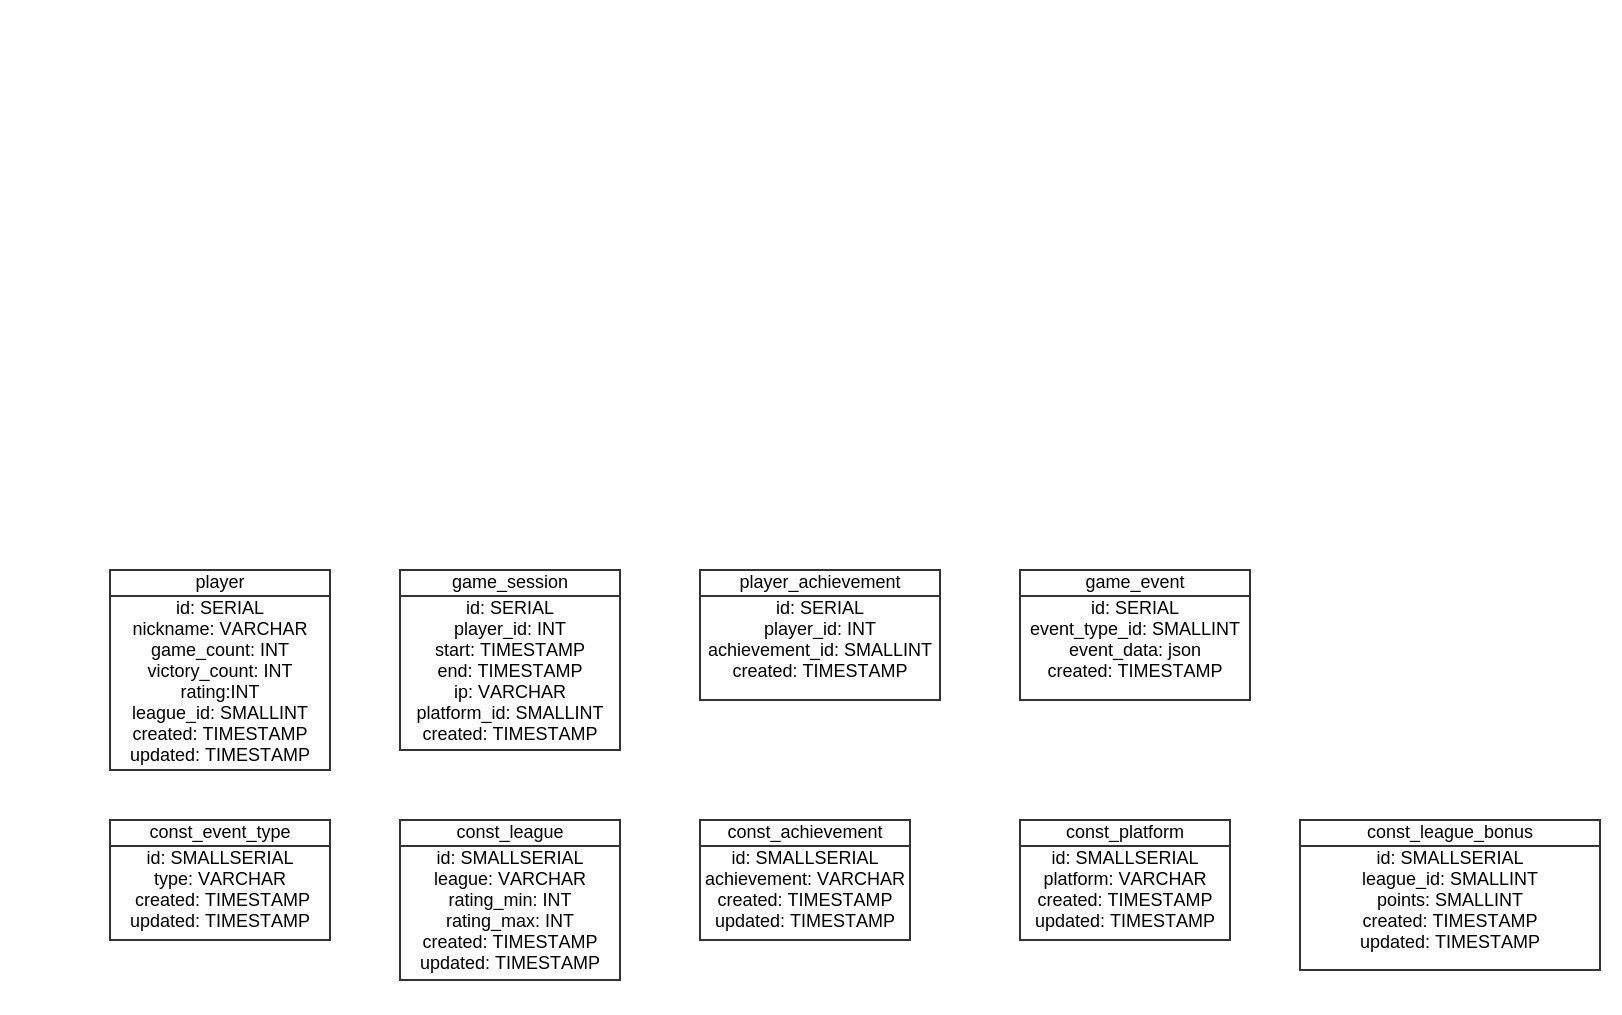 player
id: SERIAL
nickname: VARCHAR
game_count: INT
victory_count: INT
rating:INT
league_id: SMALLINT
created: TIMESTAMP
updated: TIMESTAMP
game_session
id: SERIAL
player_id: INT
start: TIMESTAMP
end: TIMESTAMP
ip: VARCHAR
platform_id: SMALLINT
created: TIMESTAMP
player_achievement
id: SERIAL
player_id: INT
achievement_id: SMALLINT
created: TIMESTAMP
game_event
id: SERIAL
event_type_id: SMALLINT
event_data: json
created: TIMESTAMP
const_event_type
id: SMALLSERIAL
type: VARCHAR
created: TIMESTAMP
updated: TIMESTAMP
const_league
id: SMALLSERIAL
league: VARCHAR
rating_min: INT
rating_max: INT
created: TIMESTAMP
updated: TIMESTAMP
const_achievement
id: SMALLSERIAL
achievement: VARCHAR
created: TIMESTAMP
updated: TIMESTAMP
const_platform
id: SMALLSERIAL
platform: VARCHAR
created: TIMESTAMP
updated: TIMESTAMP
const_league_bonus
id: SMALLSERIAL
league_id: SMALLINT
points: SMALLINT
created: TIMESTAMP
updated: TIMESTAMP